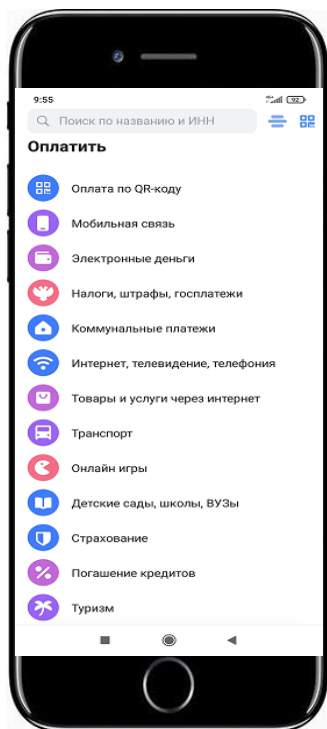 9:55
4G 92
Поиск по названию и ИНН
Оплатить
Оплата по QR-коду
Мобильная связь
Электронные деньги
Налоги, штрафы, госплатежи
Коммунальные платежи
Интернет, телевидение, телефония
Товары и услуги через интернет
Транспорт
Онлайн игры
Детские сады, школы, ВУЗы
Страхование
Погашение кредитов
Туризм